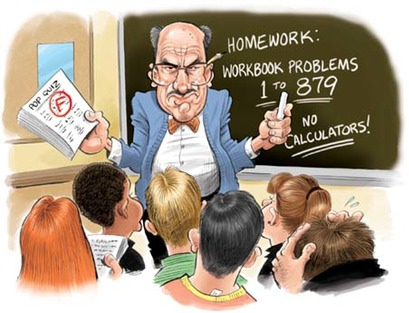 HOMEWORK:
WORKBOOK PROBLEMS
1 TO 879
NO
CALCULATORS!
POP QUIZ
F